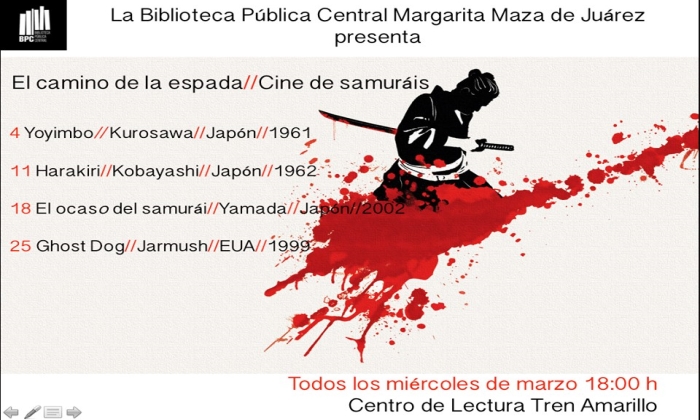 La Biblioteca Pública Central Margarita Maza de Juárez
presenta
BPC
El camino de la espada//Cine de samuráis
4 Yoyimbo//Kurosawa//Japón//1961
11 Harakiri//Kobayashi//Japón//1962
18 El ocaso del samurái//Yamada//Japón//2002
25 Ghost Dog//Jarmush//EUA//1999
Todos los miércoles de marzo 18:00 h
Centro de Lectura Tren Amarillo